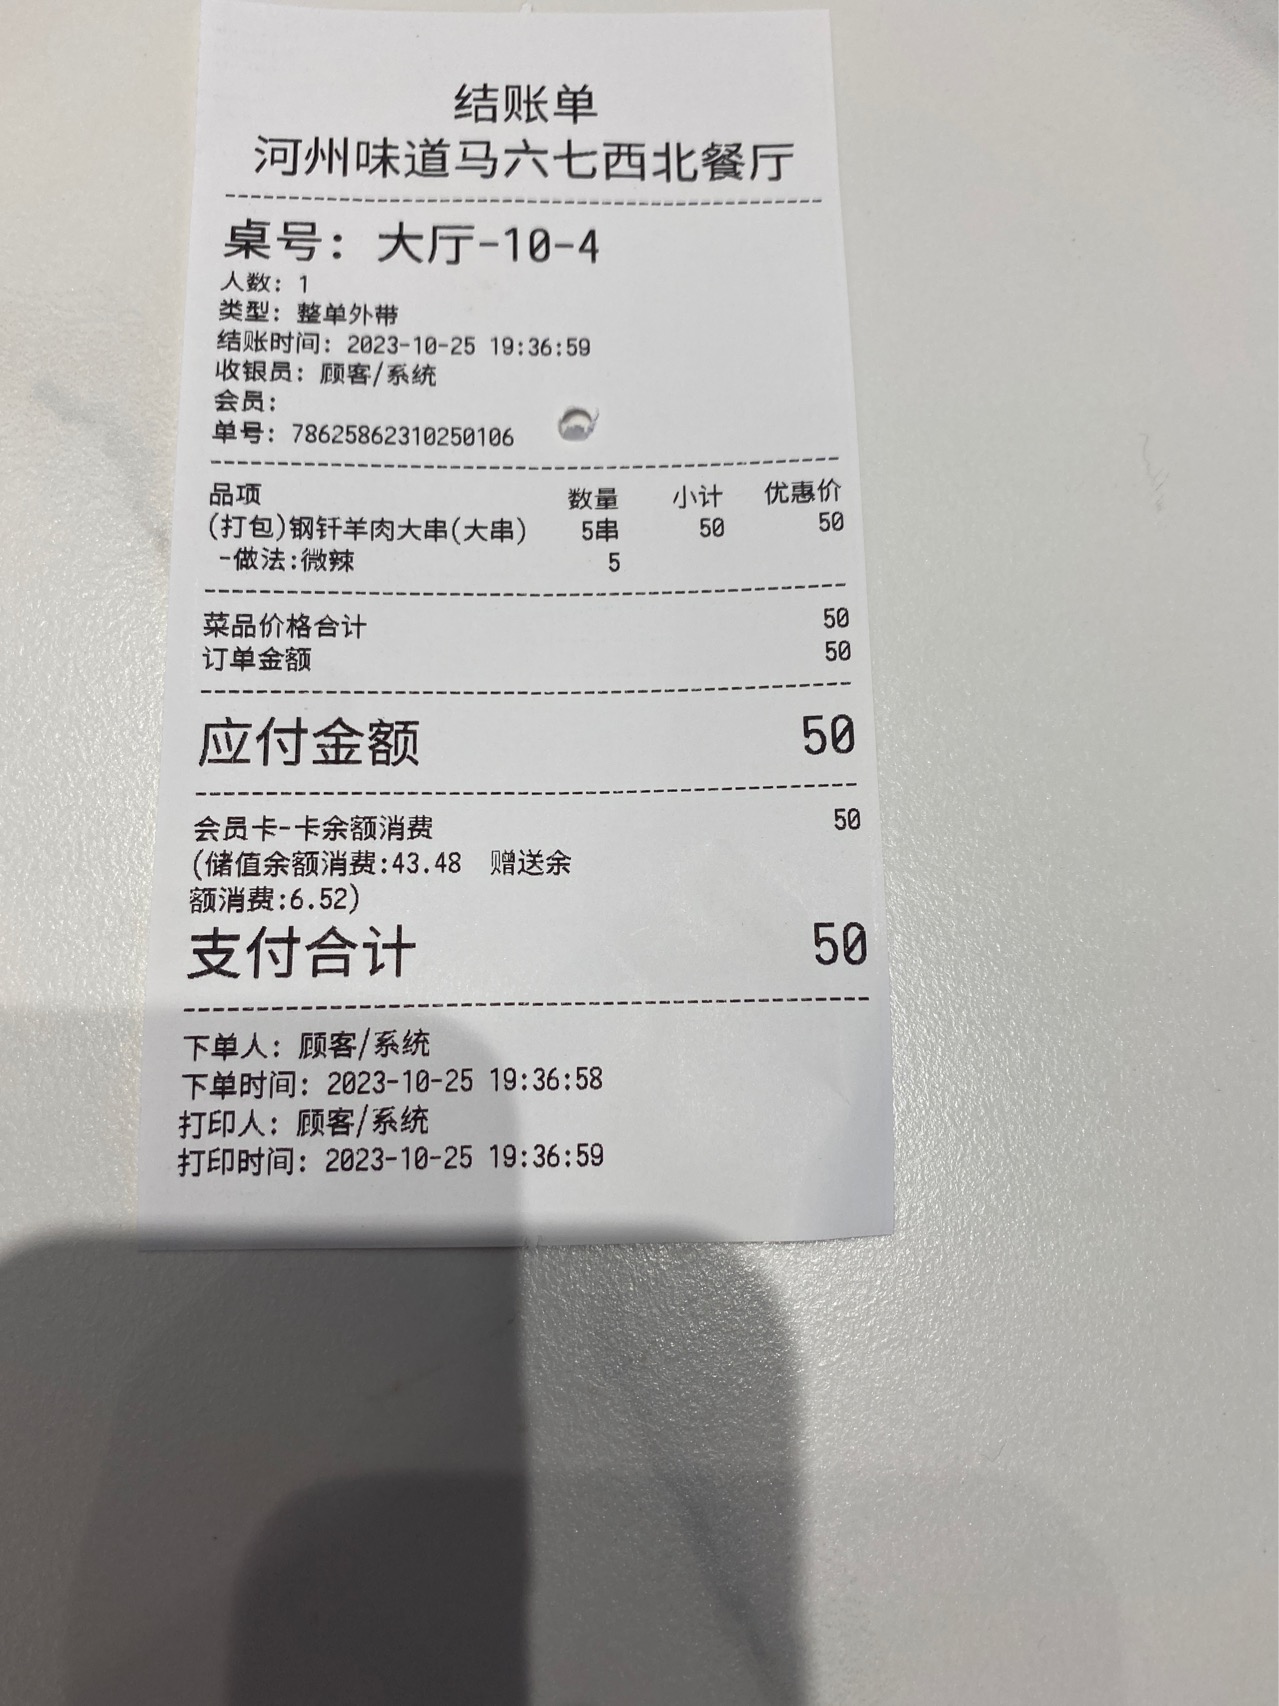 结账单
河州味道马六七西北餐厅
桌号：大厅-10-4
人数：1
类型：整单外带
结账时间：2023-10-25 19:36:59
收银员：顾客/系统
会员：
单号：78625862310250106
品项 数量 小计 优惠价
(打包)钢钎羊肉大串(大串) 5串 50 50
-做法:微辣 5
菜品价格合计 50
订单金额 50
应付金额 50
会员卡-卡余额消费 50
(储值余额消费:43.48 赠送余
额消费:6.52)
支付合计 50
下单人：顾客/系统
下单时间：2023-10-25 19:36:58
打印人：顾客/系统
打印时间：2023-10-25 19:36:59